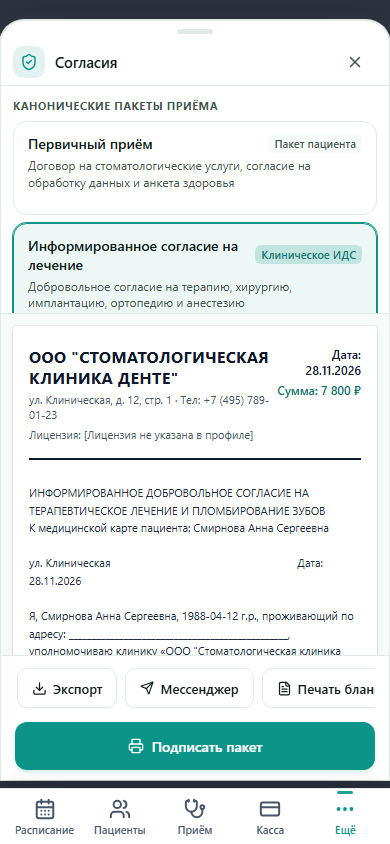 Согласия
КАНОНИЧЕСКИЕ ПАКЕТЫ ПРИЁМА
Первичный приём
Пакет пациента
Договор на стоматологические услуги, согласие на
обработку данных и анкета здоровья
Информированное согласие на
лечение
Клиническое ИДС
Добровольное согласие на терапию, хирургию,
имплантацию, ортопедию и анестезию
ООО "СТОМАТОЛОГИЧЕСКАЯ
КЛИНИКА ДЕНТЕ"
Дата:
28.11.2026
Сумма: 7 800 ₽
ул. Клиническая, д. 12, стр. 1 · Тел: +7 (495) 789-
01-23
Лицензия: [Лицензия не указана в профиле]
ИНФОРМИРОВАННОЕ ДОБРОВОЛЬНОЕ СОГЛАСИЕ НА
ТЕРАПЕВТИЧЕСКОЕ ЛЕЧЕНИЕ И ПЛОМБИРОВАНИЕ ЗУБОВ
К медицинской карте пациента: Смирнова Анна Сергеевна
ул. Клиническая Дата:
28.11.2026
Я, Смирнова Анна Сергеевна, 1988-04-12 г.р., проживающий по
адресу: ________________________________________,
уполномочиваю клинику «ООО "Стоматологическая клиника
Экспорт
Мессенджер
Печать блан
Подписать пакет
Расписание
Пациенты
Приём
Касса
Ещё